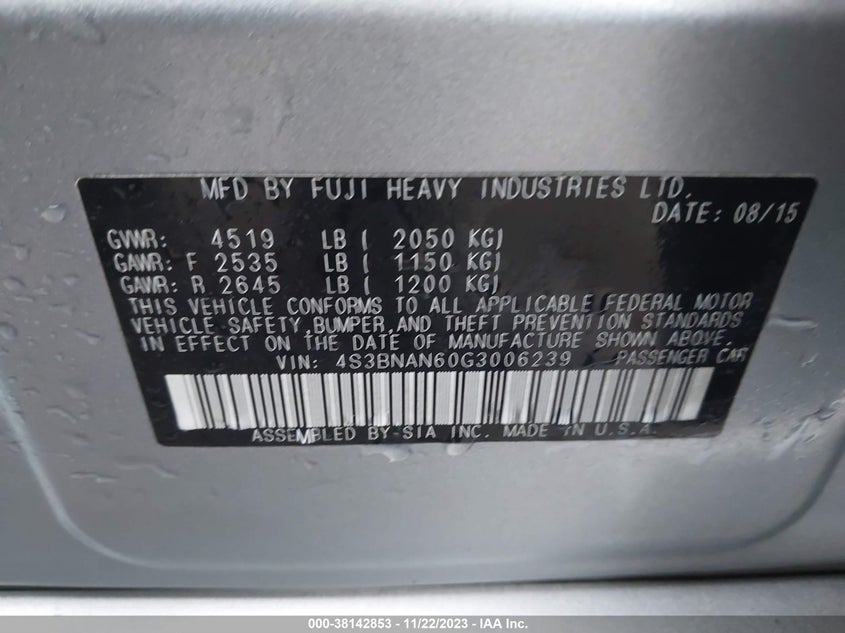 MFD BY FUJI HEAVY INDUSTRIES LTD.
DATE: 08/15
GVWR: 4519 LB ( 2050 KG)
GAWR: F 2535 LB ( 1150 KG)
GAWR: R 2645 LB ( 1200 KG)
THIS VEHICLE CONFORMS TO ALL APPLICABLE FEDERAL MOTOR
VEHICLE SAFETY, BUMPER, AND THEFT PREVENTION STANDARDS
IN EFFECT ON THE DATE OF MANUFACTURE SHOWN ABOVE.
VIN: 4S3BNAN60G3006239 PASSENGER CAR
ASSEMBLED BY-SIA INC. MADE IN U.S.A.
000-38142853 - 11/22/2023 - IAA Inc.